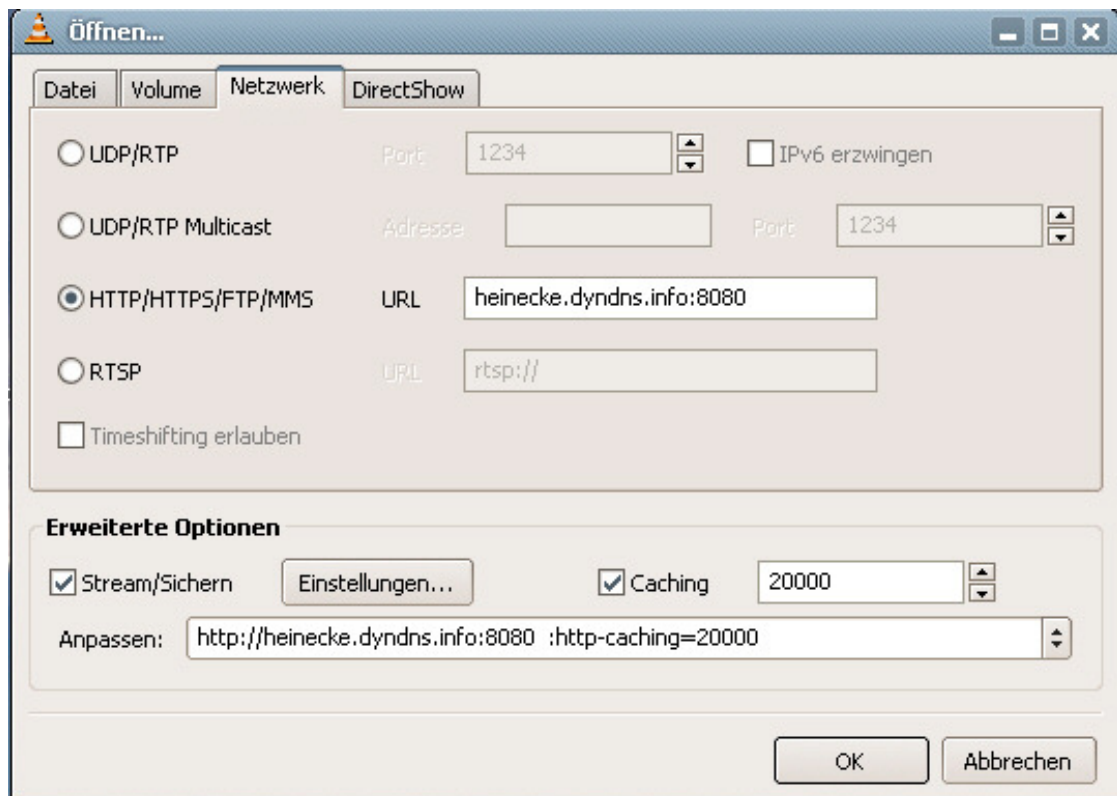 Öffnen...
Datei Volume Netzwerk DirectShow
UDP/RTP Port 1234 IPv6 erzwingen
UDP/RTP Multicast Adresse Port 1234
HTTP/HTTPS/FTP/MMS URL heinecke.dyndns.info:8080
RTSP URL rtsp://
Timeshifting erlauben
Erweiterte Optionen
Stream/Sichern Einstellungen... Caching 20000
Anpassen: http://heinecke.dyndns.info:8080 :http-caching=20000
OK Abbrechen